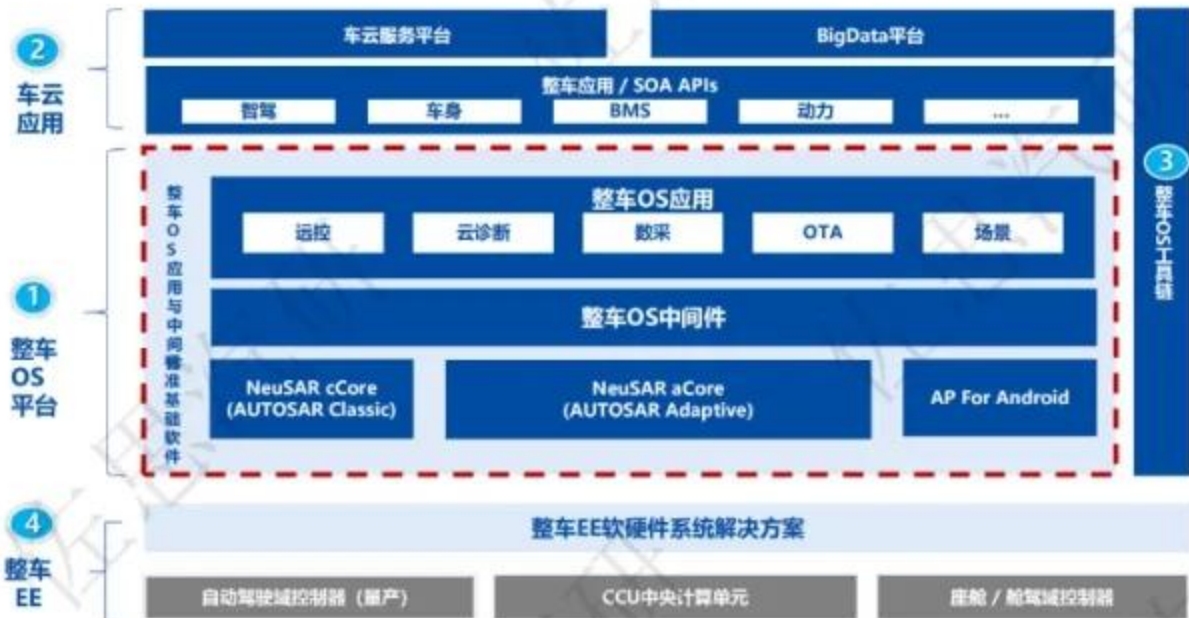 2
车云
应用
车云服务平台
BigData平台
整车应用 / SOA APIs
智驾
车身
BMS
动力
...
1
整车
OS
平台
整车OS应用与中间件
标准基础软件
整车OS应用
远控
云诊断
数采
OTA
场景
整车OS中间件
NeuSAR cCore
(AUTOSAR Classic)
NeuSAR aCore
(AUTOSAR Adaptive)
AP For Android
3
整车OS工具链
4
整车
EE
整车EE软硬件系统解决方案
自动驾驶域控制器（量产）
CCU中央计算单元
座舱 / 舱驾域控制器